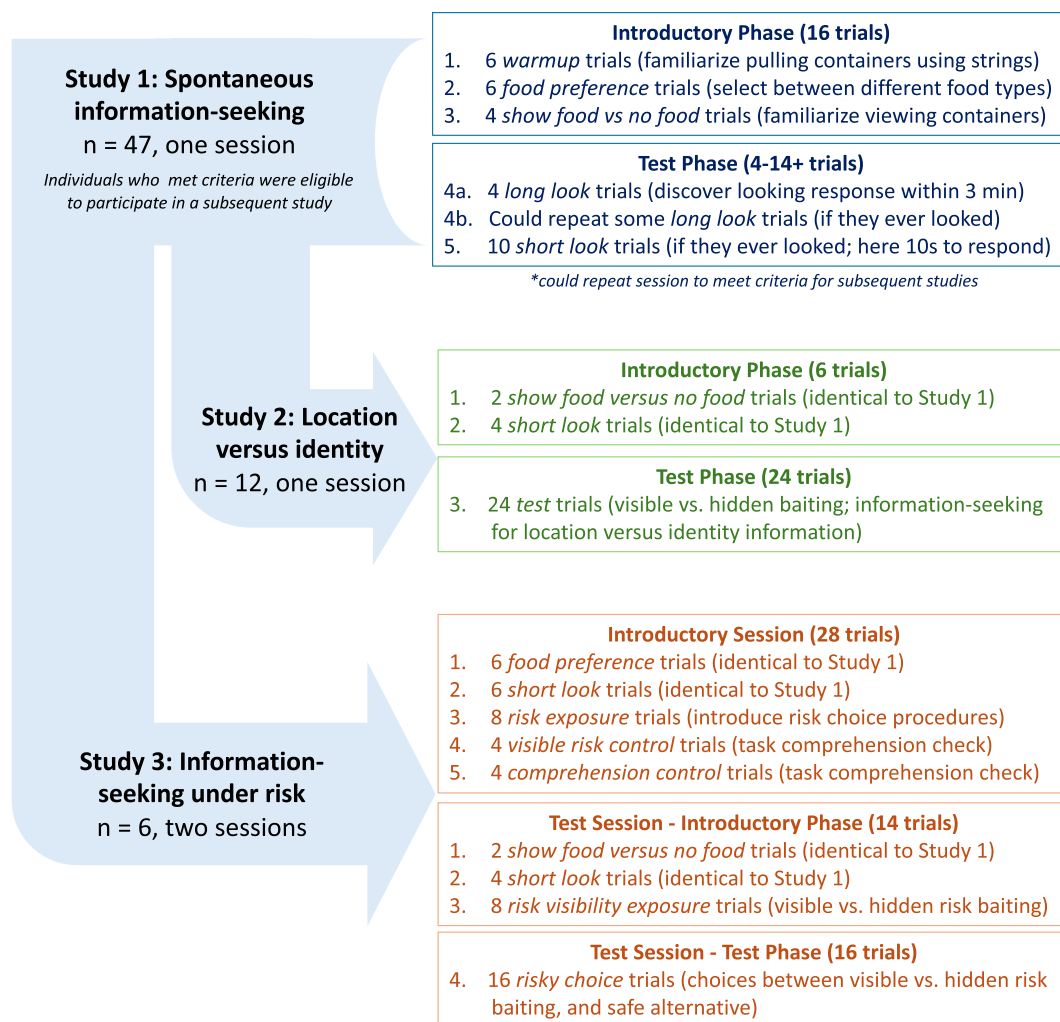 Study 1: Spontaneous
information-seeking
n = 47, one session
Individuals who met criteria were eligible
to participate in a subsequent study
Introductory Phase (16 trials)
1. 6 warmup trials (familiarize pulling containers using strings)
2. 6 food preference trials (select between different food types)
3. 4 show food vs no food trials (familiarize viewing containers)
Test Phase (4-14+ trials)
4a. 4 long look trials (discover looking response within 3 min)
4b. Could repeat some long look trials (if they ever looked)
5. 10 short look trials (if they ever looked; here 10s to respond)
*could repeat session to meet criteria for subsequent studies
Study 2: Location
versus identity
n = 12, one session
Introductory Phase (6 trials)
1. 2 show food versus no food trials (identical to Study 1)
2. 4 short look trials (identical to Study 1)
Test Phase (24 trials)
3. 24 test trials (visible vs. hidden baiting; information-seeking
for location versus identity information)
Study 3: Information-
seeking under risk
n = 6, two sessions
Introductory Session (28 trials)
1. 6 food preference trials (identical to Study 1)
2. 6 short look trials (identical to Study 1)
3. 8 risk exposure trials (introduce risk choice procedures)
4. 4 visible risk control trials (task comprehension check)
5. 4 comprehension control trials (task comprehension check)
Test Session - Introductory Phase (14 trials)
1. 2 show food versus no food trials (identical to Study 1)
2. 4 short look trials (identical to Study 1)
3. 8 risk visibility exposure trials (visible vs. hidden risk baiting)
Test Session - Test Phase (16 trials)
4. 16 risky choice trials (choices between visible vs. hidden risk
baiting, and safe alternative)